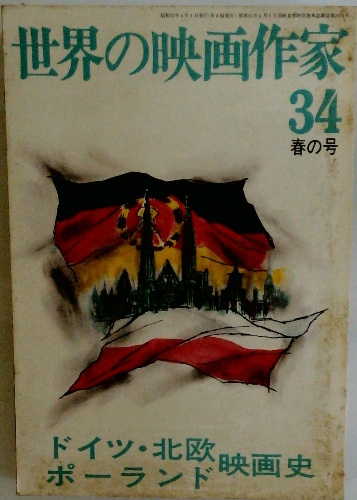 世界の映画作家
34
春の号
ドイツ・北欧
ポーランド
映画史